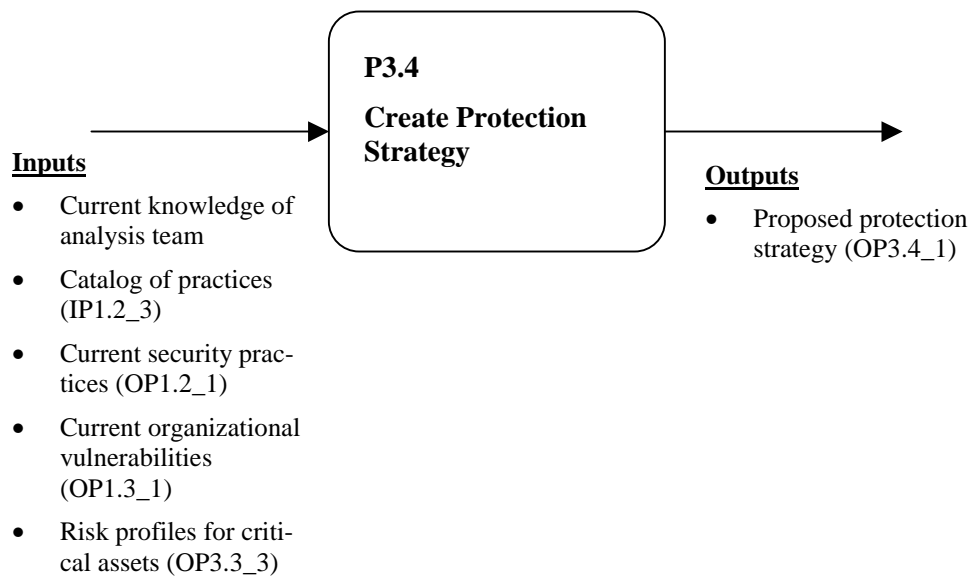 P3.4
Create Protection
Strategy
Inputs
• Current knowledge of
analysis team
• Catalog of practices
(IP1.2_3)
• Current security prac-
tices (OP1.2_1)
• Current organizational
vulnerabilities
(OP1.3_1)
• Risk profiles for criti-
cal assets (OP3.3_3)
Outputs
• Proposed protection
strategy (OP3.4_1)